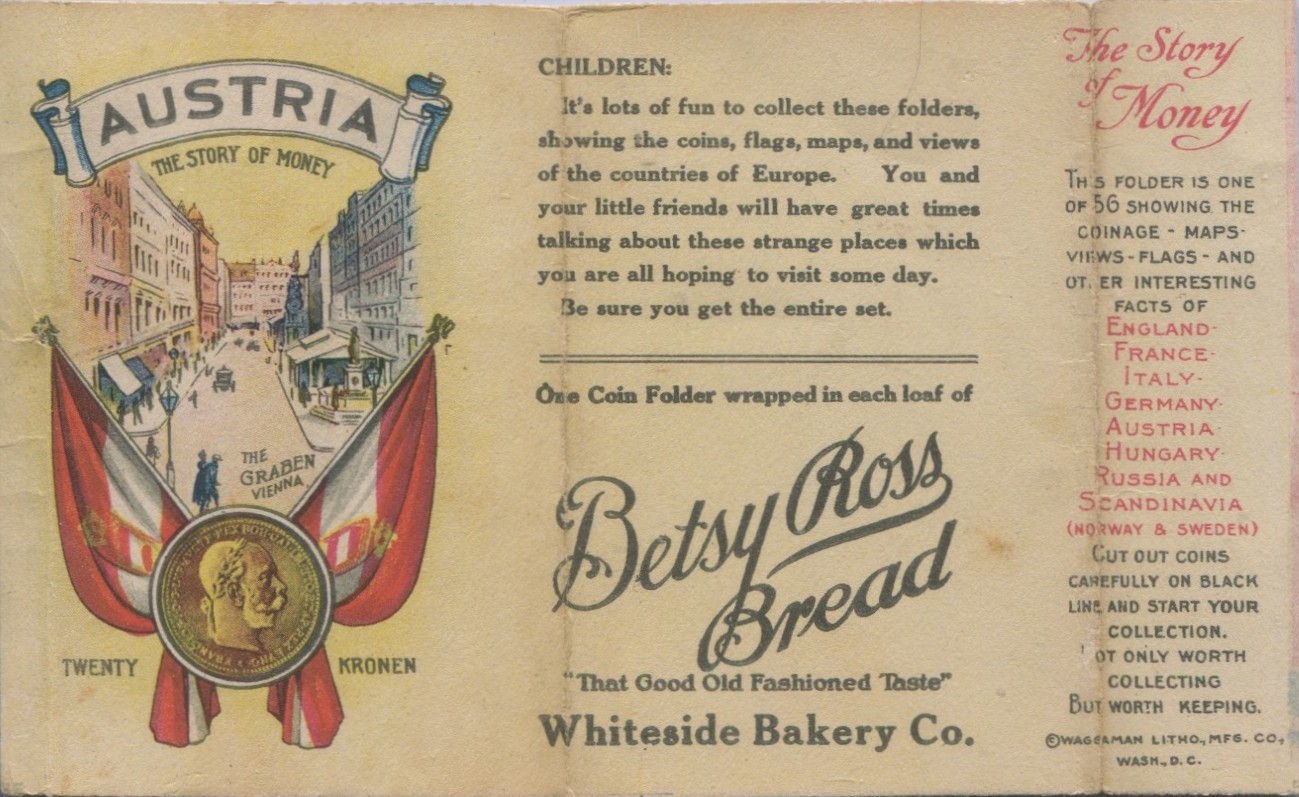 AUSTRIA
THE STORY OF MONEY
THE
GRABEN
VIENNA
TWENTY
KRONEN
CHILDREN:
It's lots of fun to collect these folders,
showing the coins, flags, maps, and views
of the countries of Europe. You and
your little friends will have great times
talking about these strange places which
you are all hoping to visit some day.
Be sure you get the entire set.
One Coin Folder wrapped in each loaf of
Betsy Ross
Bread
"That Good Old Fashioned Taste"
Whiteside Bakery Co.
The Story
of
Money
THIS FOLDER IS ONE
OF 56 SHOWING THE
COINAGE - MAPS-
VIEWS - FLAGS - AND
OTHER INTERESTING
FACTS OF
ENGLAND-
FRANCE-
ITALY-
GERMANY-
AUSTRIA-
HUNGARY-
RUSSIA AND
SCANDINAVIA
(NORWAY & SWEDEN)
CUT OUT COINS
CAREFULLY ON BLACK
LINE AND START YOUR
COLLECTION.
NOT ONLY WORTH
COLLECTING
BUT WORTH KEEPING.
©WAGGAMAN LITHO., MFG. CO.,
WASH., D.C.